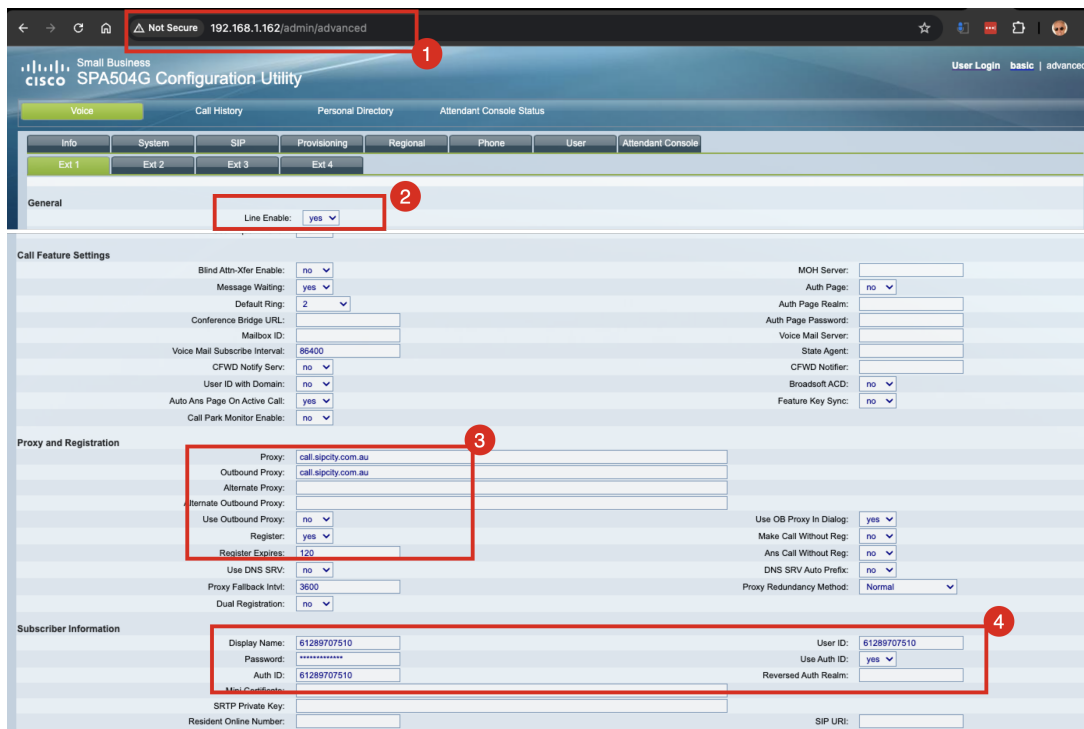 Not Secure 192.168.1.162/admin/advanced
1
Small Business
CISCO SPA504G Configuration Utility
User Login basic | advanced
Voice Call History Personal Directory Attendant Console Status
Info System SIP Provisioning Regional Phone User Attendant Console
Ext 1 Ext 2 Ext 3 Ext 4
General
2
Line Enable: yes
Call Feature Settings
Blind Attn-Xfer Enable: no MOH Server:
Message Waiting: yes Auth Page: no
Default Ring: 2 Auth Page Realm:
Conference Bridge URL: Auth Page Password:
Mailbox ID: Voice Mail Server:
Voice Mail Subscribe Interval: 86400 State Agent:
CFWD Notify Serv: no CFWD Notifier:
User ID with Domain: no Broadsoft ACD: no
Auto Ans Page On Active Call: yes Feature Key Sync: no
Call Park Monitor Enable: no
Proxy and Registration
3
Proxy: call.sipcity.com.au
Outbound Proxy: call.sipcity.com.au
Alternate Proxy:
Alternate Outbound Proxy:
Use Outbound Proxy: no Use OB Proxy In Dialog: yes
Register: yes Make Call Without Reg: no
Register Expires: 120 Ans Call Without Reg: no
Use DNS SRV: no DNS SRV Auto Prefix: no
Proxy Fallback Intvl: 3600 Proxy Redundancy Method: Normal
Dual Registration: no
Subscriber Information
4
Display Name: 61289707510 User ID: 61289707510
Password: ************* Use Auth ID: yes
Auth ID: 61289707510 Reversed Auth Realm:
Mini Certificate:
SRTP Private Key:
Resident Online Number: SIP URI: